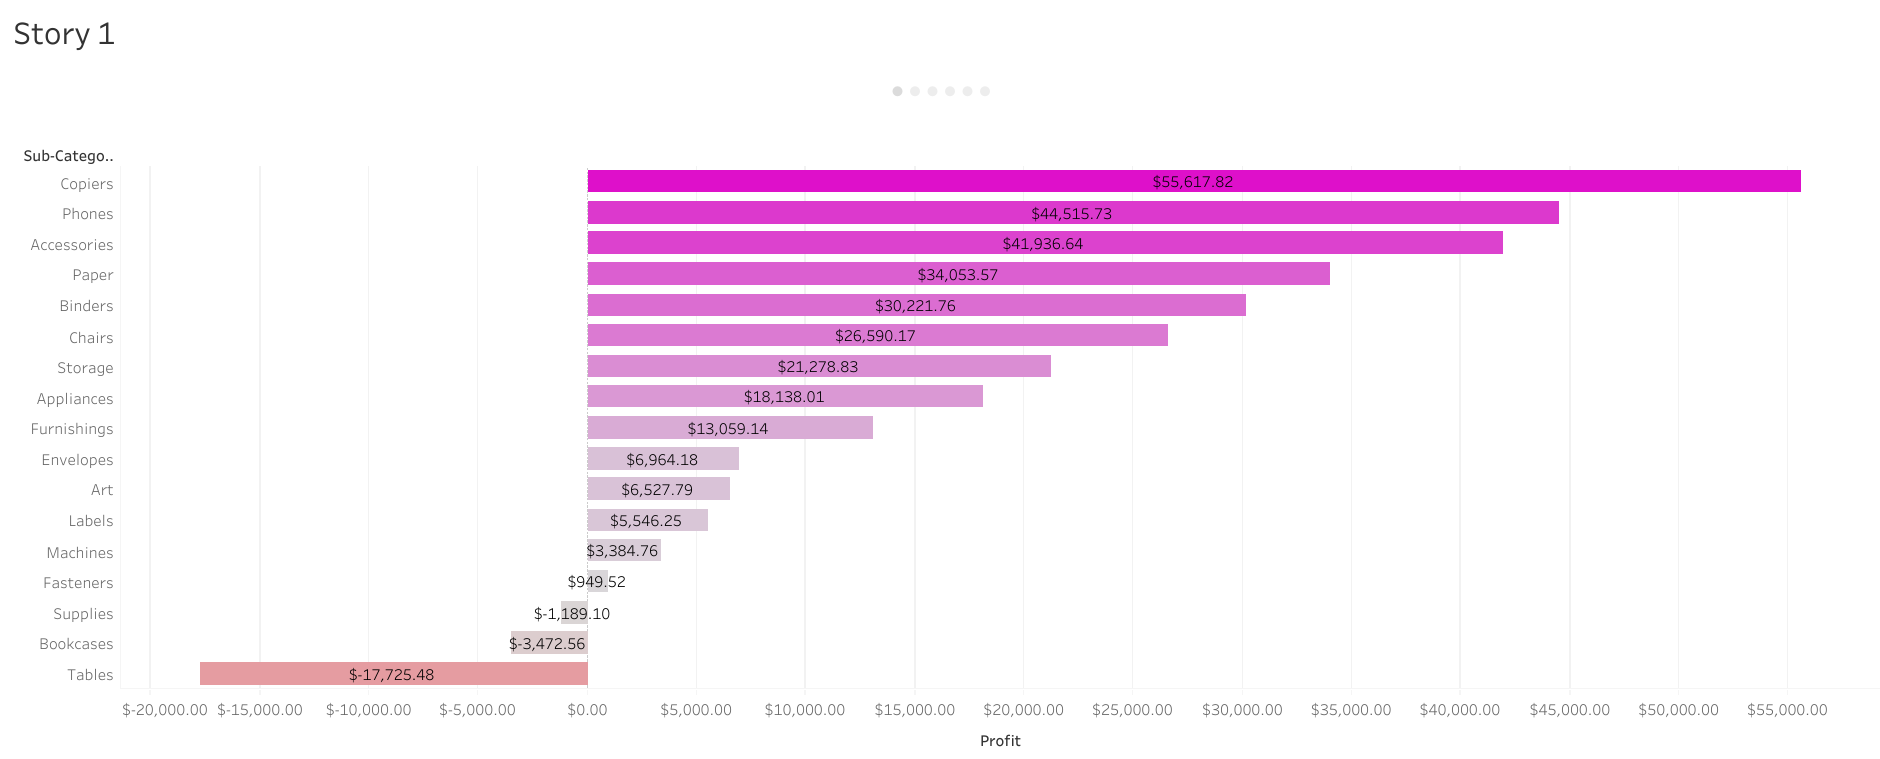 Story 1
Sub-Catego..
Copiers $55,617.82
Phones $44,515.73
Accessories $41,936.64
Paper $34,053.57
Binders $30,221.76
Chairs $26,590.17
Storage $21,278.83
Appliances $18,138.01
Furnishings $13,059.14
Envelopes $6,964.18
Art $6,527.79
Labels $5,546.25
Machines $3,384.76
Fasteners $949.52
Supplies $-1,189.10
Bookcases $-3,472.56
Tables $-17,725.48
$-20,000.00 $-15,000.00 $-10,000.00 $-5,000.00 $0.00 $5,000.00 $10,000.00 $15,000.00 $20,000.00 $25,000.00 $30,000.00 $35,000.00 $40,000.00 $45,000.00 $50,000.00 $55,000.00
Profit